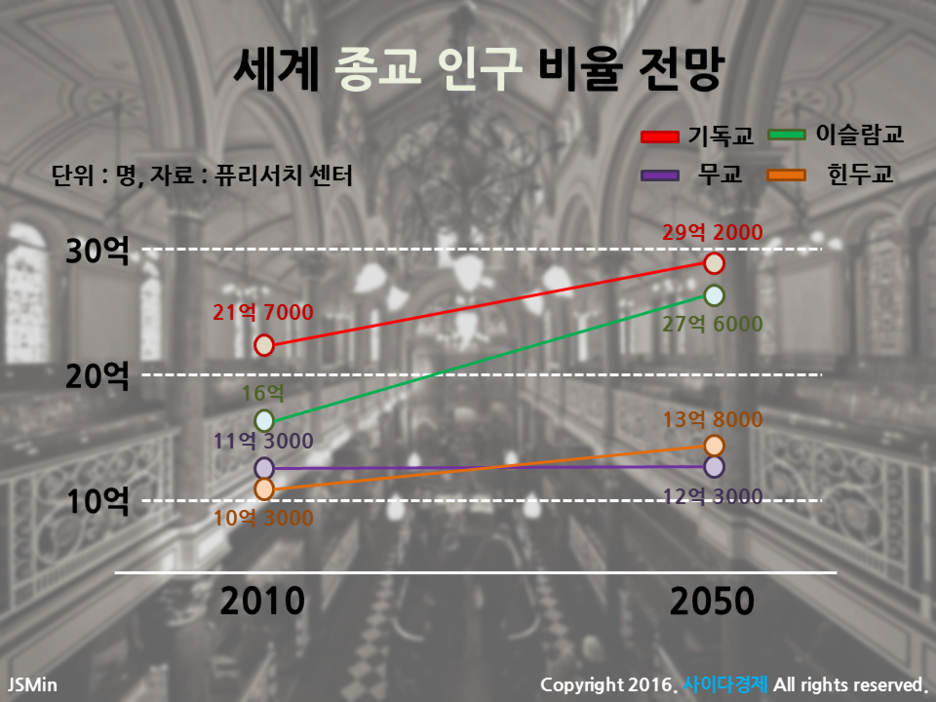 세계 종교 인구 비율 전망
기독교 이슬람교
단위 : 명, 자료 : 퓨리서치 센터
무교 힌두교
30억
29억 2000
21억 7000
27억 6000
20억
16억
13억 8000
11억 3000
10억
12억 3000
10억 3000
2010 2050
JSMin
Copyright 2016. 사이다경제 All rights reserved.